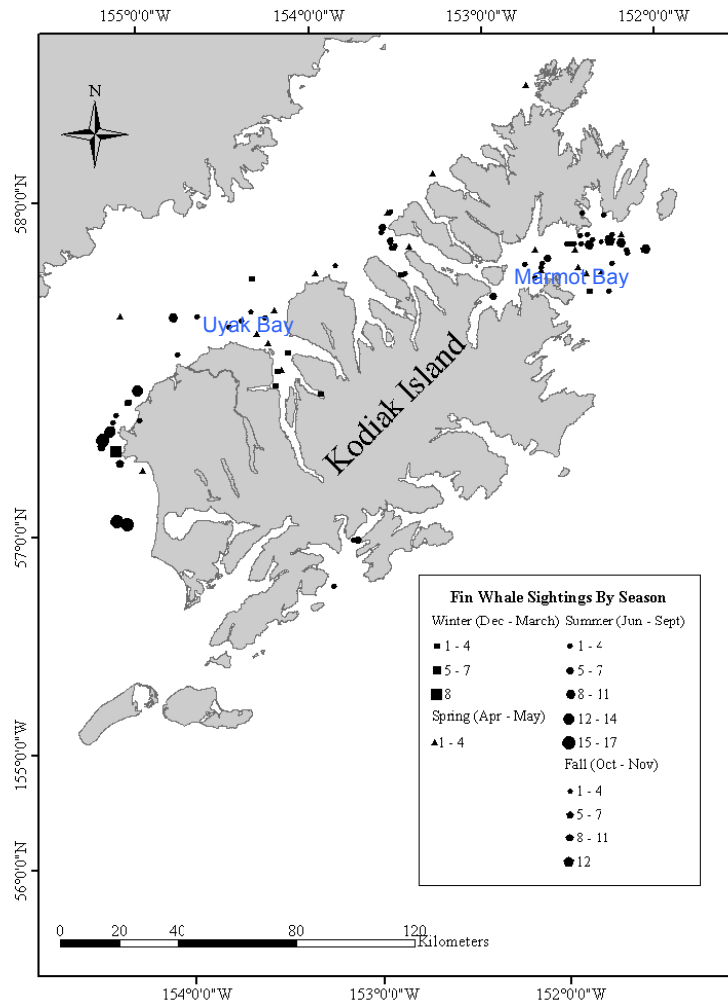 155°0'0"W 154°0'0"W 153°0'0"W 152°0'0"W
N
58°0'0"N
Marmot Bay
Uyak Bay
Kodiak Island
57°0'0"N
Fin Whale Sightings By Season
Winter (Dec - March) Summer (Jun - Sept)
1 - 4 1 - 4
5 - 7 5 - 7
8 8 - 11
Spring (Apr - May) 12 - 14
1 - 4 15 - 17
Fall (Oct - Nov)
1 - 4
5 - 7
8 - 11
12
155°0'0"W
56°0'0"N
0 20 40 80 120
Kilometers
154°0'0"W 153°0'0"W 152°0'0"W